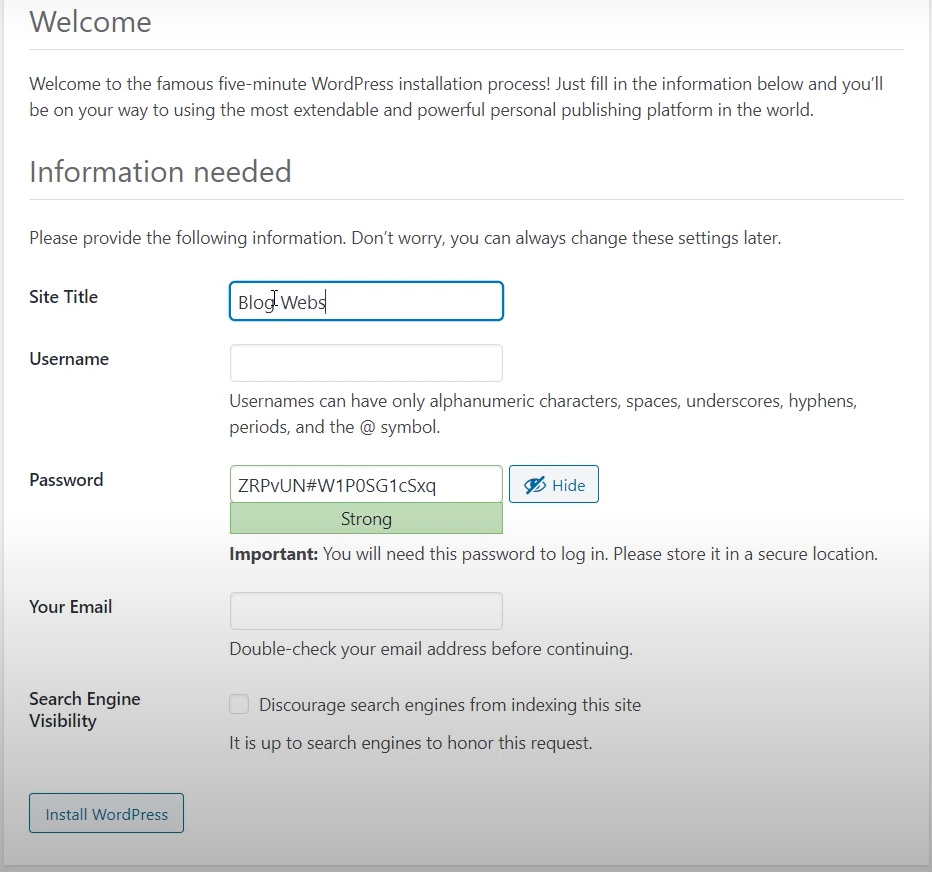 Welcome
Welcome to the famous five-minute WordPress installation process! Just fill in the information below and you’ll
be on your way to using the most extendable and powerful personal publishing platform in the world.
Information needed
Please provide the following information. Don’t worry, you can always change these settings later.
Site Title
Blog Webs
Username
Usernames can have only alphanumeric characters, spaces, underscores, hyphens,
periods, and the @ symbol.
Password
ZRPvUN#W1P0SG1cSxq
Hide
Strong
Important: You will need this password to log in. Please store it in a secure location.
Your Email
Double-check your email address before continuing.
Search Engine
Visibility
Discourage search engines from indexing this site
It is up to search engines to honor this request.
Install WordPress